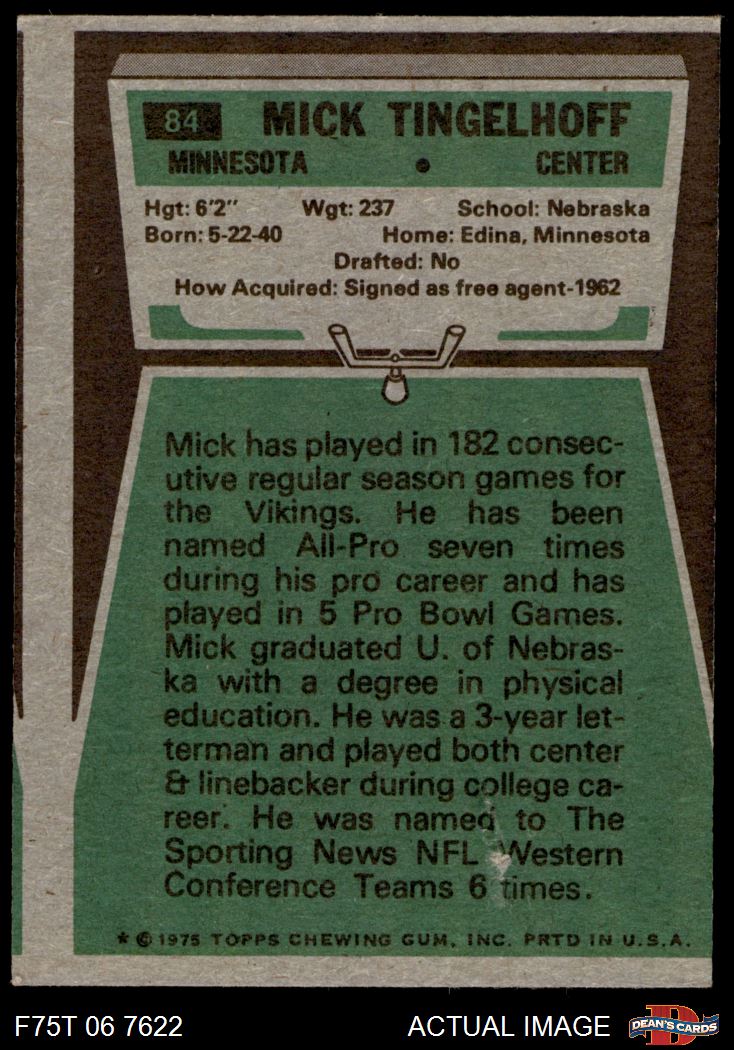 84 MICK TINGELHOFF
MINNESOTA • CENTER
Hgt: 6'2" Wgt: 237 School: Nebraska
Born: 5-22-40 Home: Edina, Minnesota
Drafted: No
How Acquired: Signed as free agent-1962
Mick has played in 182 consec-
utive regular season games for
the Vikings. He has been
named All-Pro seven times
during his pro career and has
played in 5 Pro Bowl Games.
Mick graduated U. of Nebras-
ka with a degree in physical
education. He was a 3-year let-
terman and played both center
& linebacker during college ca-
reer. He was named to The
Sporting News NFL Western
Conference Teams 6 times.
* © 1975 TOPPS CHEWING GUM, INC. PRTD IN U.S.A.
F75T 06 7622 ACTUAL IMAGE D DEAN'S CARDS